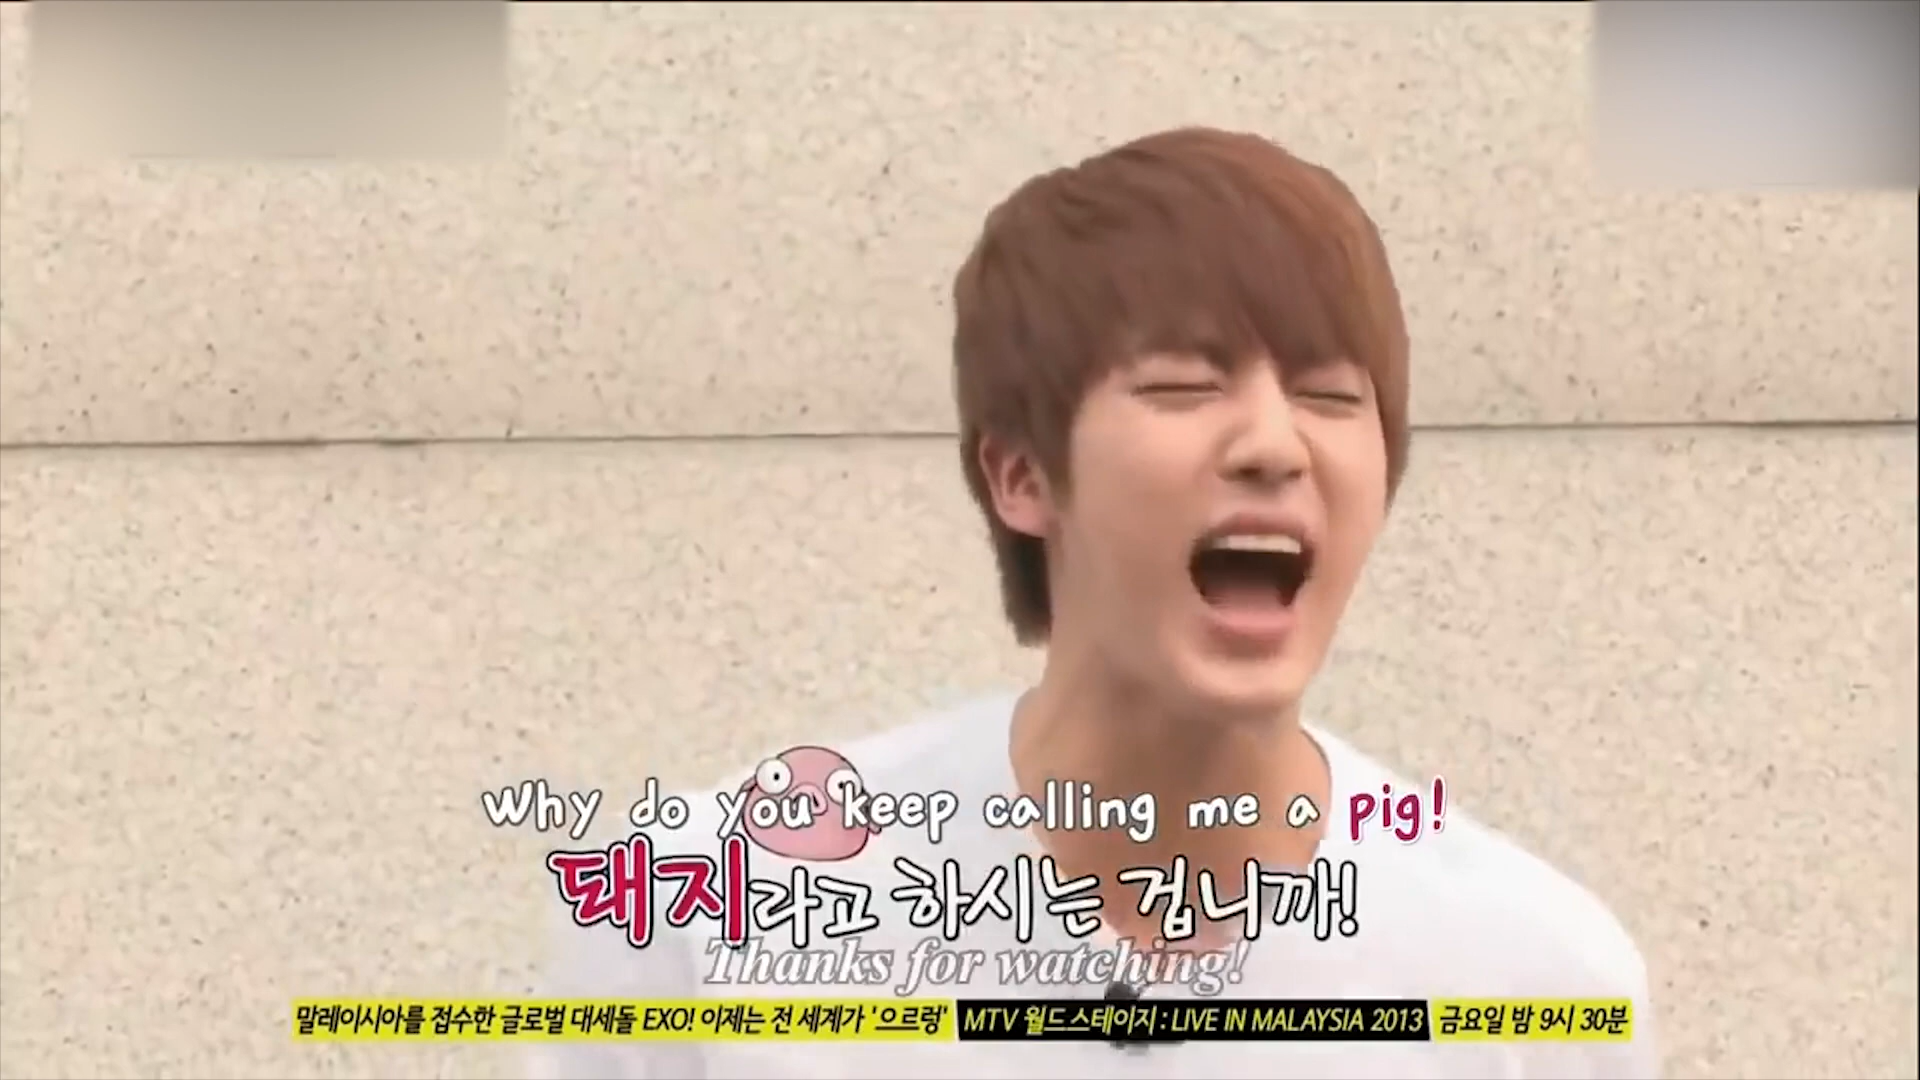 Why do you keep calling me a pig!
돼지라고 하시는 겁니까!
Thanks for watching!
말레이시아를 접수한 글로벌 대세돌 EXO! 이제는 전 세계가 '으르렁' MTV 월드스테이지 : LIVE IN MALAYSIA 2013 금요일 밤 9시 30분